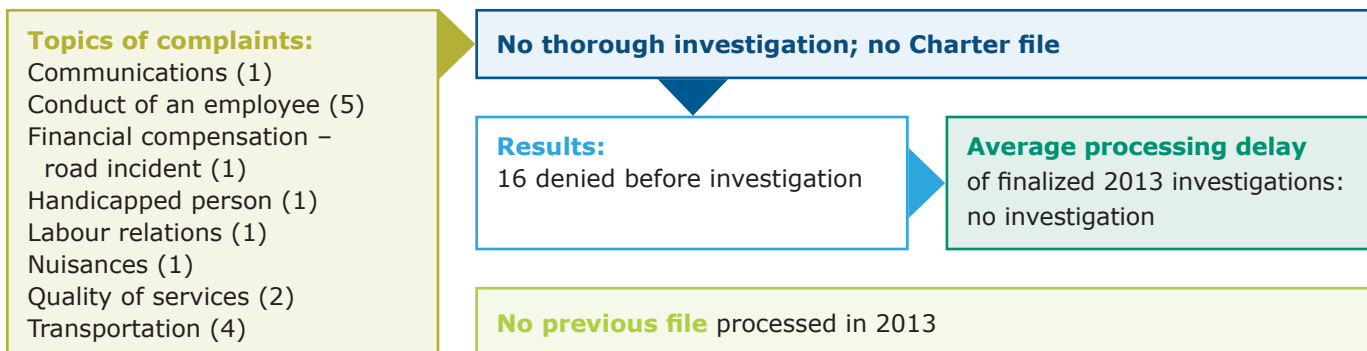 Topics of complaints:
Communications (1)
Conduct of an employee (5)
Financial compensation –
road incident (1)
Handicapped person (1)
Labour relations (1)
Nuisances (1)
Quality of services (2)
Transportation (4)
No thorough investigation; no Charter file
Results:
16 denied before investigation
Average processing delay
of finalized 2013 investigations:
no investigation
No previous file processed in 2013